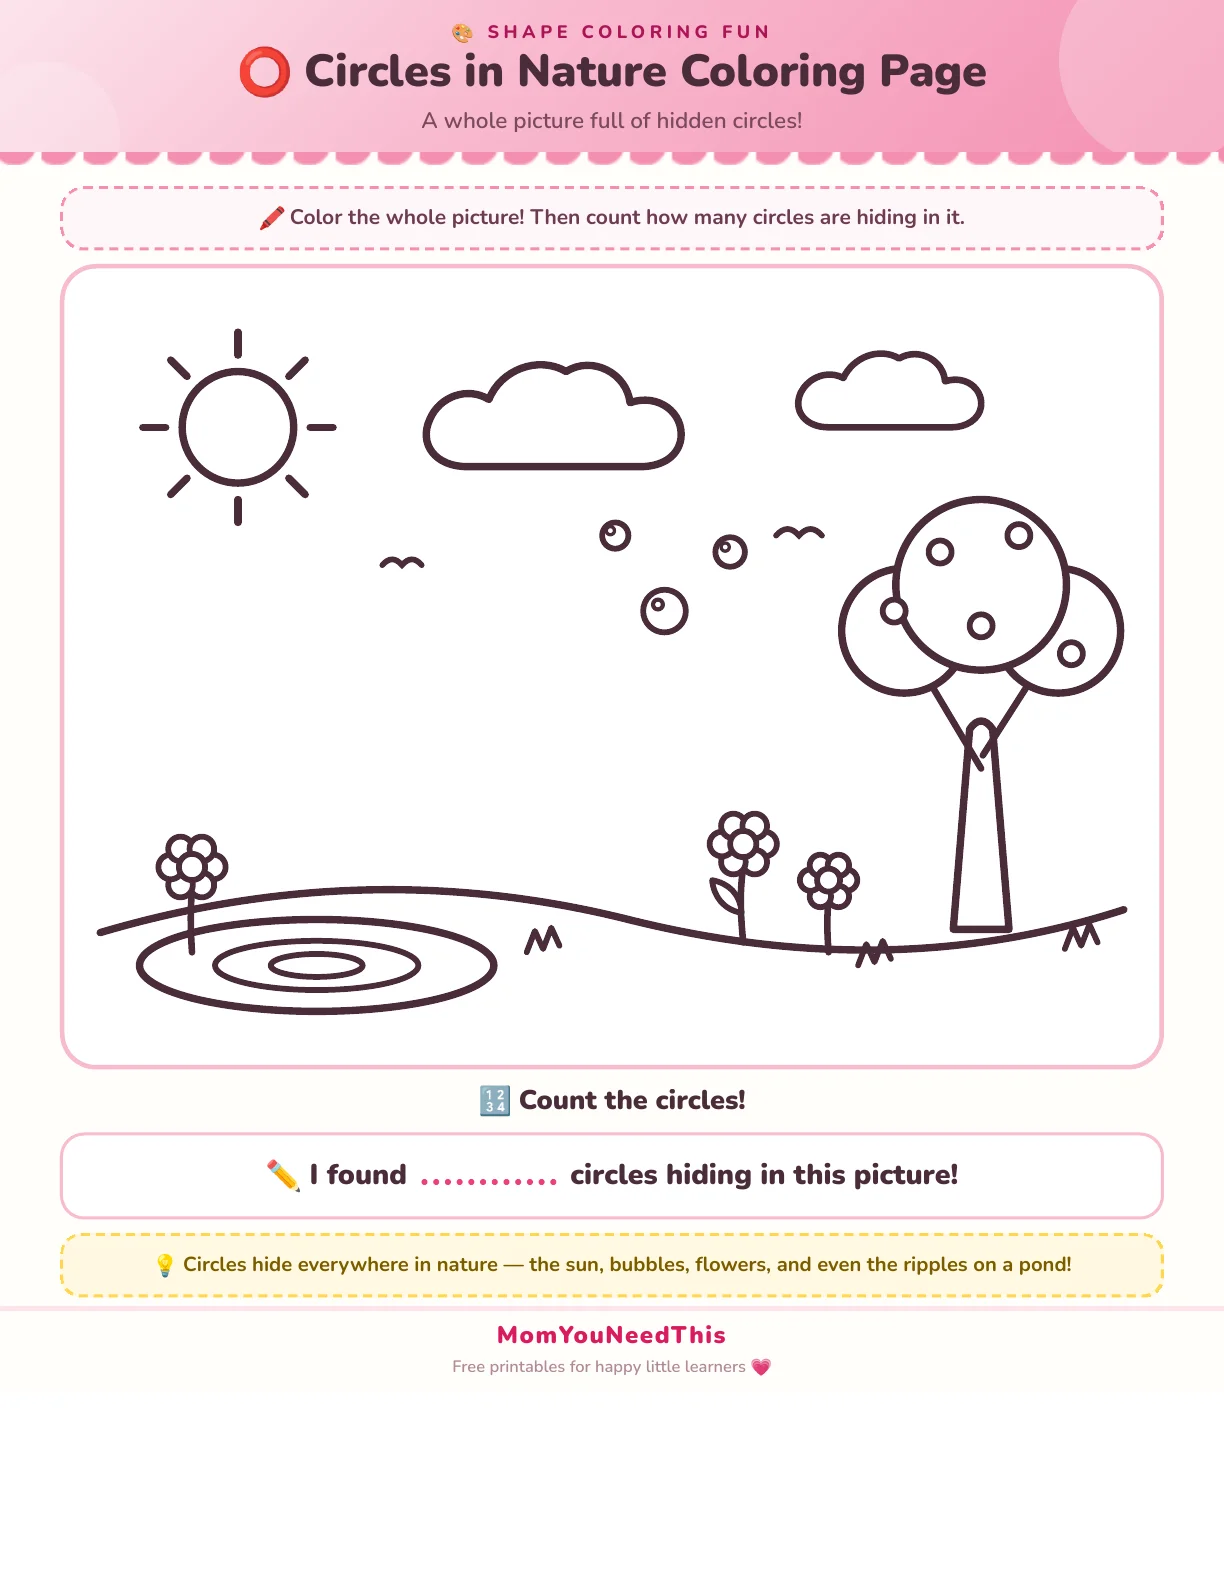 🎨 SHAPE COLORING FUN
⭕ Circles in Nature Coloring Page
A whole picture full of hidden circles!
🖍️ Color the whole picture! Then count how many circles are hiding in it.
🔢 Count the circles!
✏️ I found ............ circles hiding in this picture!
💡 Circles hide everywhere in nature — the sun, bubbles, flowers, and even the ripples on a pond!
MomYouNeedThis
Free printables for happy little learners 💗